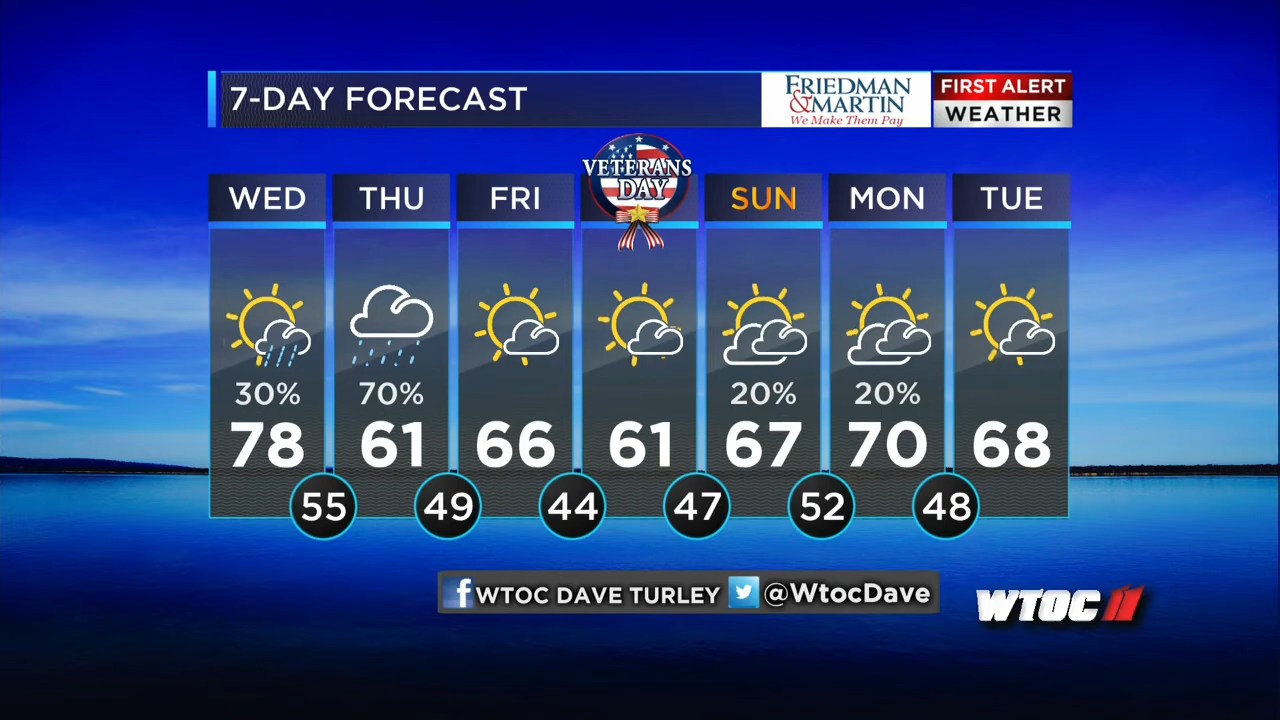 7-DAY FORECAST
FRIEDMAN
&MARTIN
We Make Them Pay
FIRST ALERT
WEATHER
WED THU FRI VETERANS DAY SUN MON TUE
30% 70% 20% 20%
78 61 66 61 67 70 68
55 49 44 47 52 48
f WTOC DAVE TURLEY @WtocDave
WTOC 11